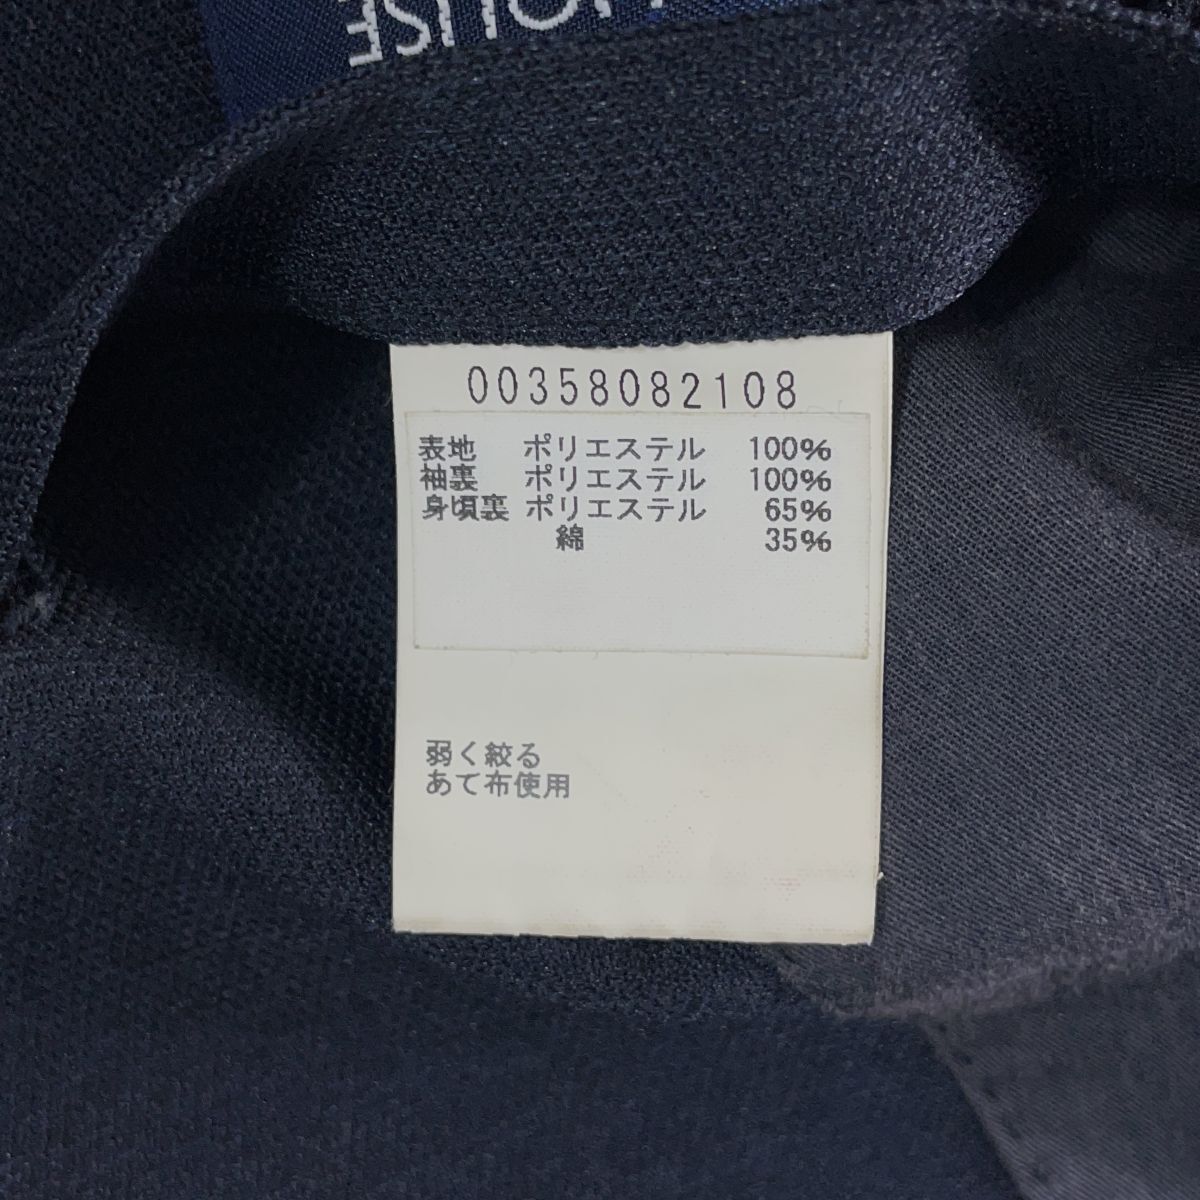 HOUSE
00358082108
表地 ポリエステル 100%
袖裏 ポリエステル 100%
身頃裏 ポリエステル 65%
綿 35%
弱く絞る
あて布使用